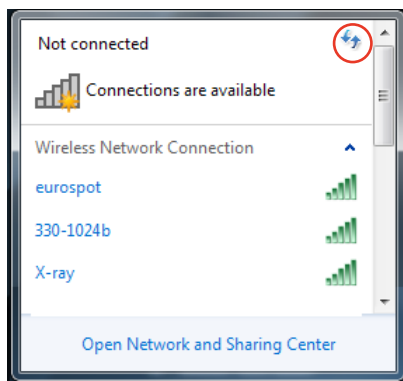 Not connected
Connections are available
Wireless Network Connection
eurospot
330-1024b
X-ray
Open Network and Sharing Center